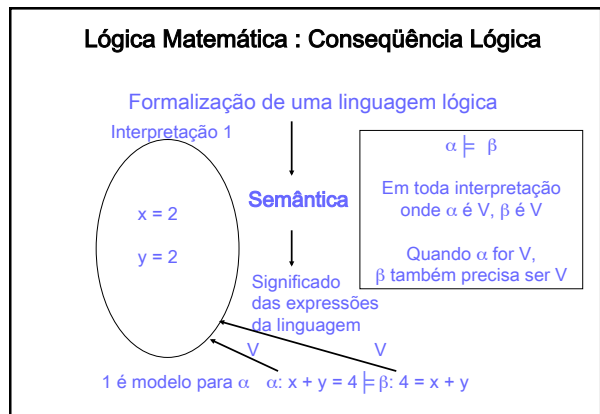 Lógica Matemática : Conseqüência Lógica
Formalização de uma linguagem lógica
Interpretação 1
x = 2
y = 2
Semântica
Significado
das expressões
da linguagem
α ╞ β
Em toda interpretação
onde α é V, β é V
Quando α for V,
β também precisa ser V
V
V
1 é modelo para α α: x + y = 4 ╞ β: 4 = x + y